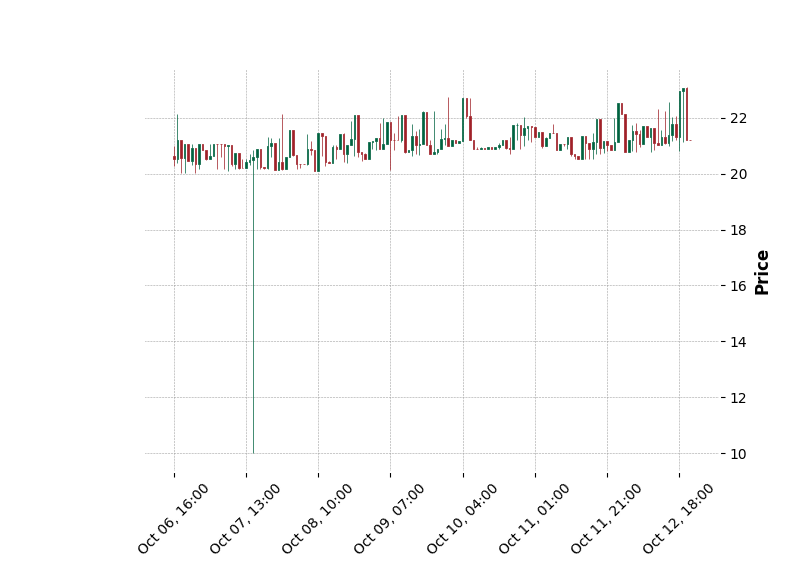 22
20
18
16
14
12
10
Price
Oct 06, 16:00
Oct 07, 13:00
Oct 08, 10:00
Oct 09, 07:00
Oct 10, 04:00
Oct 11, 01:00
Oct 11, 21:00
Oct 12, 18:00